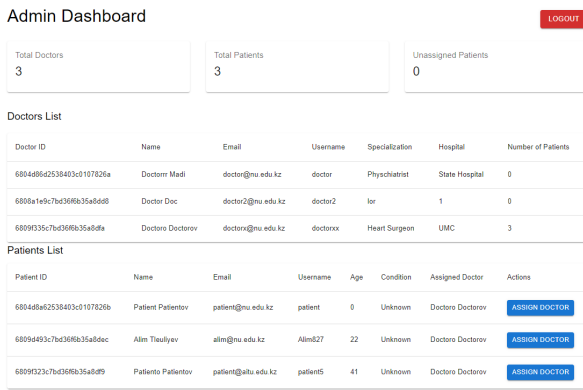 Admin Dashboard
LOGOUT
Total Doctors
3
Total Patients
3
Unassigned Patients
0
Doctors List
Doctor ID Name Email Username Specialization Hospital Number of Patients
6804d86d2538403c0107826a Doctorrr Madi doctor@nu.edu.kz doctor Physchiatrist State Hospital 0
6808a1e9c7bd36f6b35a8dd8 Doctor Doc doctor2@nu.edu.kz doctor2 lor 1 0
6809f335c7bd36f6b35a8dfa Doctoro Doctorov doctorx@nu.edu.kz doctorxx Heart Surgeon UMC 3
Patients List
Patient ID Name Email Username Age Condition Assigned Doctor Actions
6804d8a62538403c0107826b Patient Patientov patient@nu.edu.kz patient 0 Unknown Doctoro Doctorov ASSIGN DOCTOR
6809d493c7bd36f6b35a8dec Alim Tleuliyev alim@nu.edu.kz Alim827 22 Unknown Doctoro Doctorov ASSIGN DOCTOR
6809f323c7bd36f6b35a8df9 Patiento Patientov patient@aitu.edu.kz patient5 41 Unknown Doctoro Doctorov ASSIGN DOCTOR